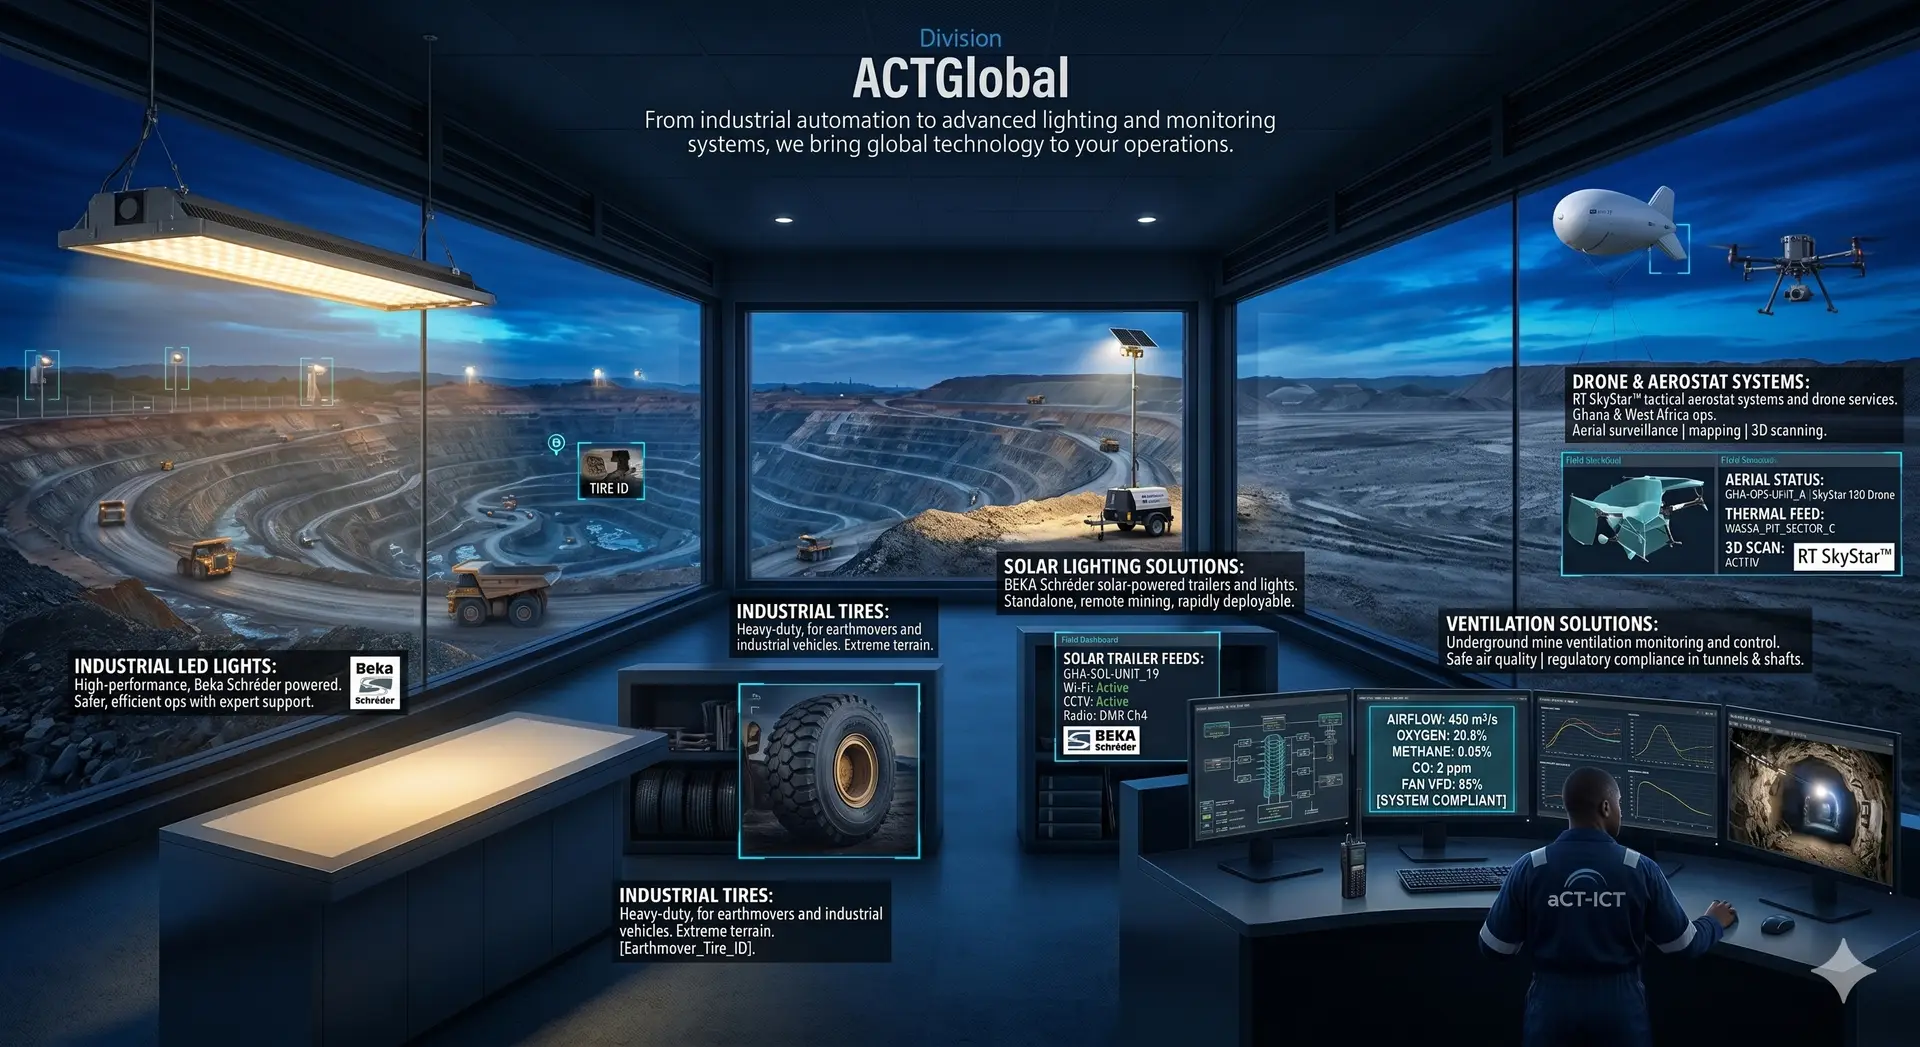 Division
ACTGlobal
From industrial automation to advanced lighting and monitoring
systems, we bring global technology to your operations.
DRONE & AEROSTAT SYSTEMS:
RT SkyStar™ tactical aerostat systems and drone services.
Ghana & West Africa ops.
Aerial surveillance | mapping | 3D scanning.
AERIAL STATUS:
SkyStar 180 Drone
THERMAL FEED:
WASSA_PIT_SECTOR_C
3D SCAN:
ACTTIV
RT SkyStar™
TIRE ID
SOLAR LIGHTING SOLUTIONS:
BEKA Schréder solar-powered trailers and lights.
Standalone, remote mining, rapidly deployable.
INDUSTRIAL TIRES:
Heavy-duty, for earthmovers and
industrial vehicles. Extreme terrain.
VENTILATION SOLUTIONS:
Underground mine ventilation monitoring and control.
Safe air quality | regulatory compliance in tunnels & shafts.
INDUSTRIAL LED LIGHTS:
High-performance, Beka Schréder powered.
Safer, efficient ops with expert support.
Beka
Schréder
Field Dashboard
SOLAR TRAILER FEEDS:
GHA-SOL-UNIT_19
Wi-Fi: Active
CCTV: Active
Radio: DMR Ch4
BEKA
Schréder
AIRFLOW: 450 m³/s
OXYGEN: 20.8%
METHANE: 0.05%
CO: 2 ppm
FAN VFD: 85%
[SYSTEM COMPLIANT]
aCT-ICT
INDUSTRIAL TIRES:
Heavy-duty, for earthmovers and industrial
vehicles. Extreme terrain.
[Earthmover_Tire_ID].